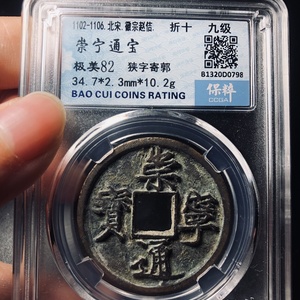 1102-1106. 北宋. 徽宗赵佶. 折十 九级
崇宁通宝
极美82 狭字寄郭
34.7*2.3mm*10.2g
BAO CUI COINS RATING
B1320D0798
保粹
CCGA
崇寧通寶